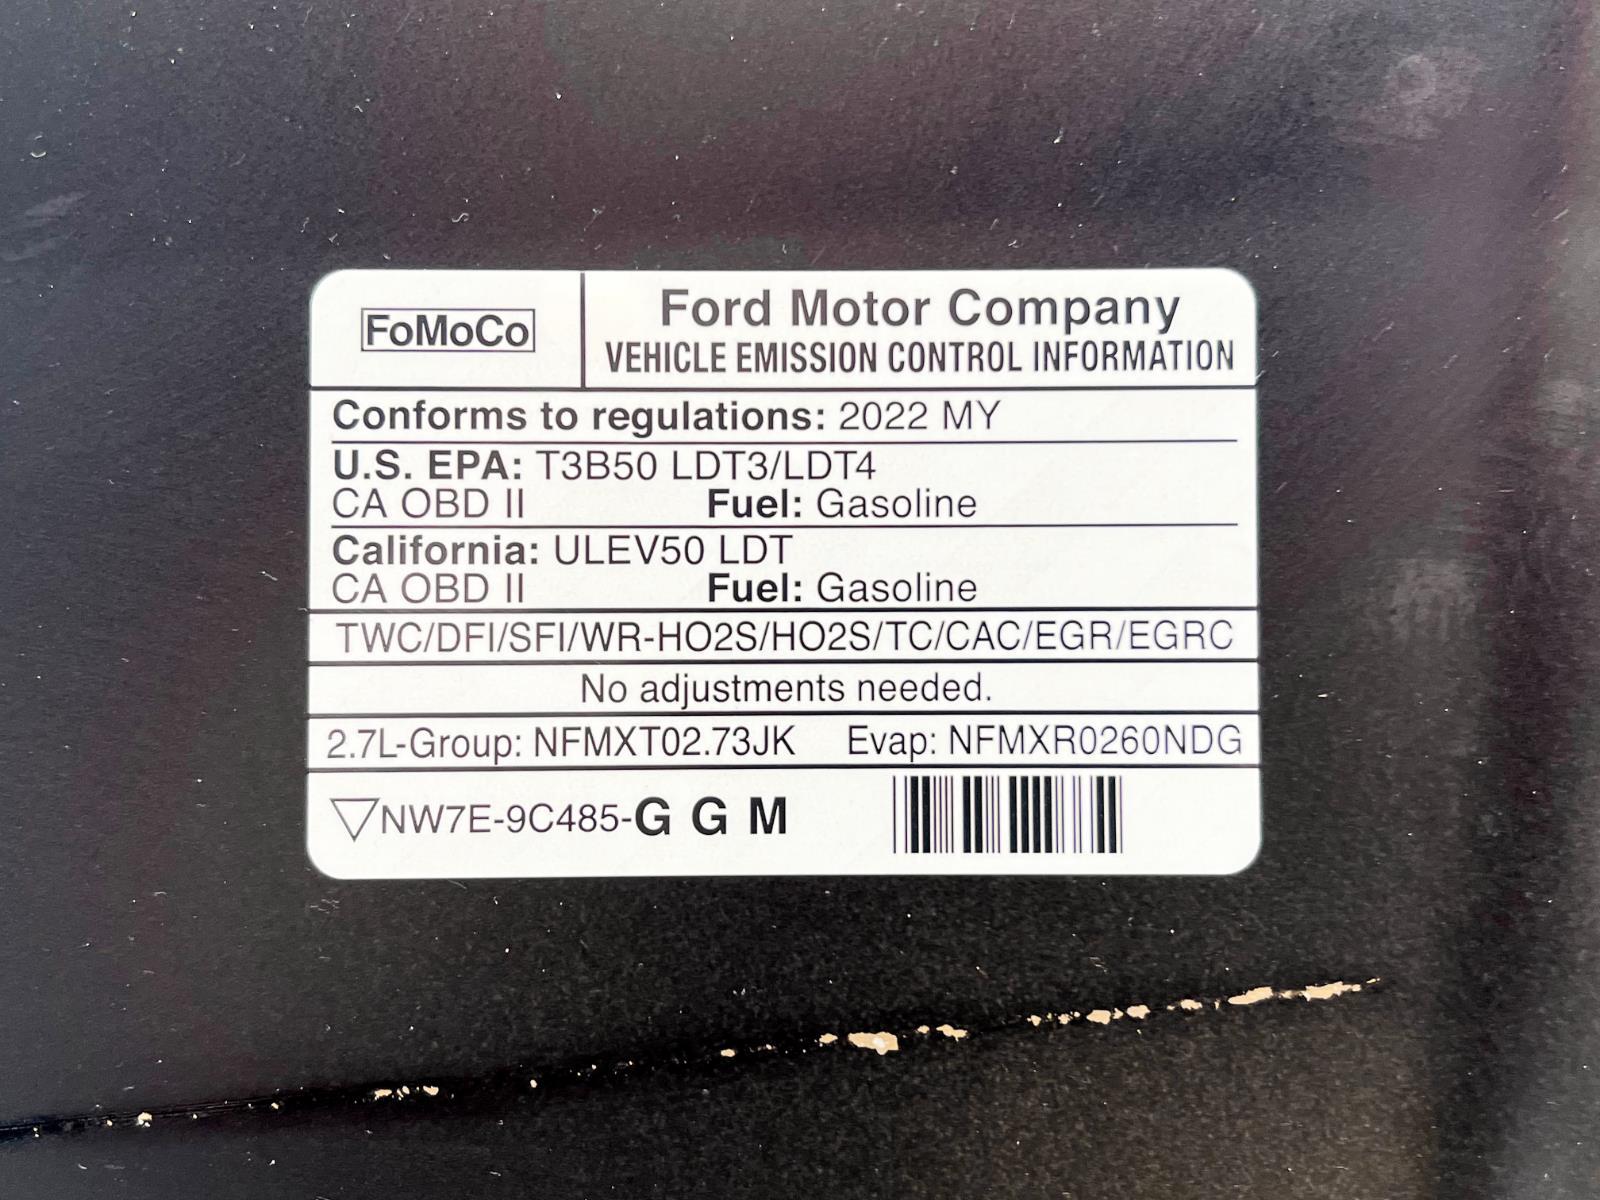 FoMoCo
Ford Motor Company
VEHICLE EMISSION CONTROL INFORMATION
Conforms to regulations: 2022 MY
U.S. EPA: T3B50 LDT3/LDT4
CA OBD II Fuel: Gasoline
California: ULEV50 LDT
CA OBD II Fuel: Gasoline
TWC/DFI/SFI/WR-HO2S/HO2S/TC/CAC/EGR/EGRC
No adjustments needed.
2.7L-Group: NFMXT02.73JK Evap: NFMXR0260NDG
▽NW7E-9C485-G G M